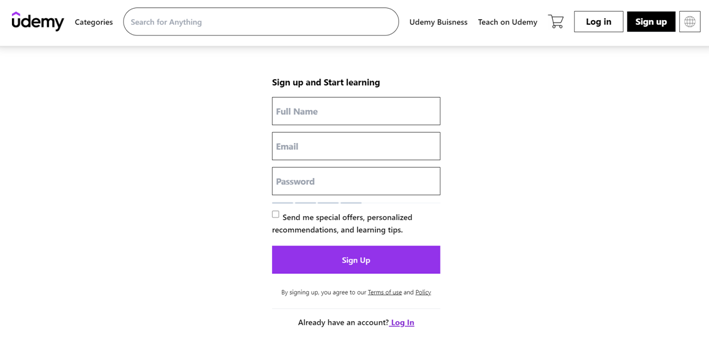 udemy Categories Search for Anything Udemy Buisness Teach on Udemy Log in Sign up
Sign up and Start learning
Full Name
Email
Password
Send me special offers, personalized
recommendations, and learning tips.
Sign Up
By signing up, you agree to our Terms of use and Policy
Already have an account? Log In